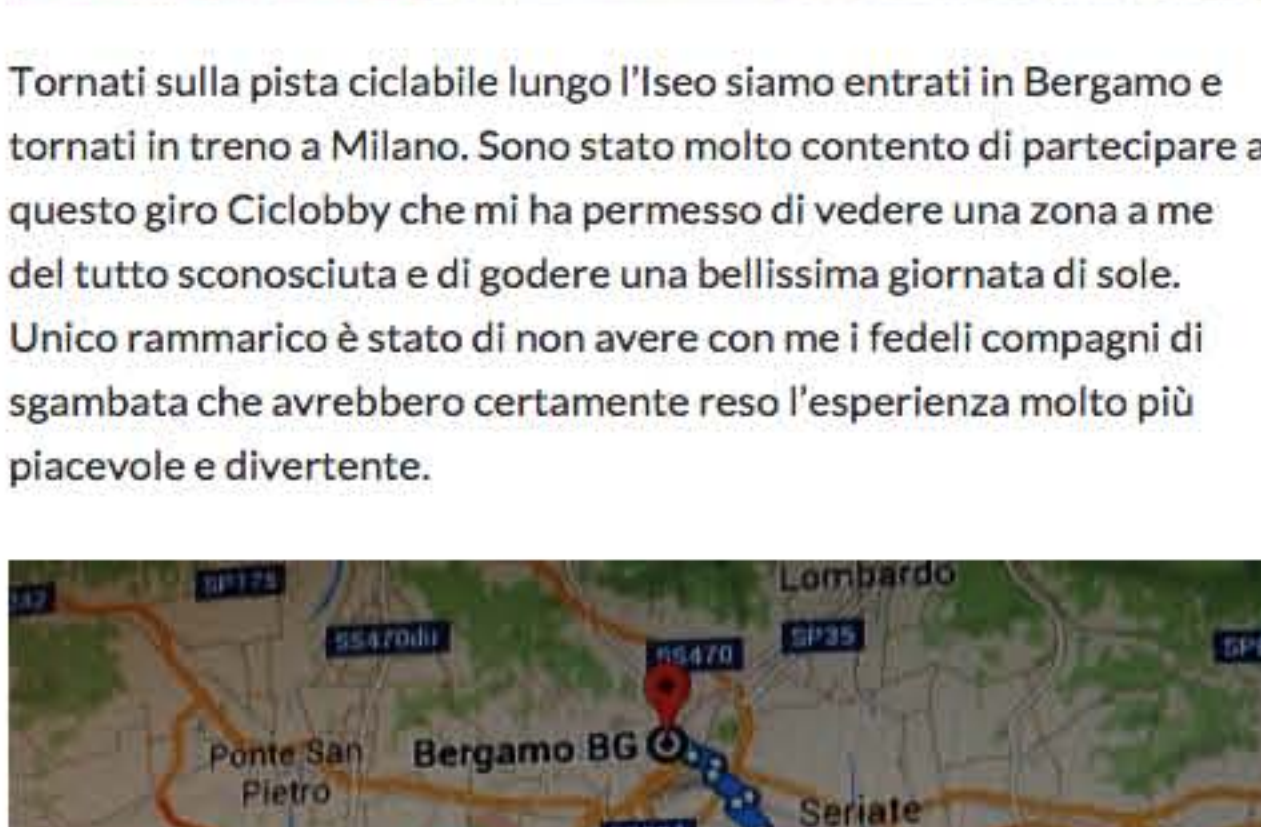 Tornati sulla pista ciclabile lungo l'Iseo siamo entrati in Bergamo e
tornati in treno a Milano. Sono stato molto contento di partecipare a
questo giro Ciclobby che mi ha permesso di vedere una zona a me
del tutto sconosciuta e di godere una bellissima giornata di sole.
Unico rammarico è stato di non avere con me i fedeli compagni di
sgambata che avrebbero certamente reso l'esperienza molto più
piacevole e divertente.
Lombardo
SS470dir
SP35
SS470
Ponte San
Pietro
Bergamo BG
Seriate